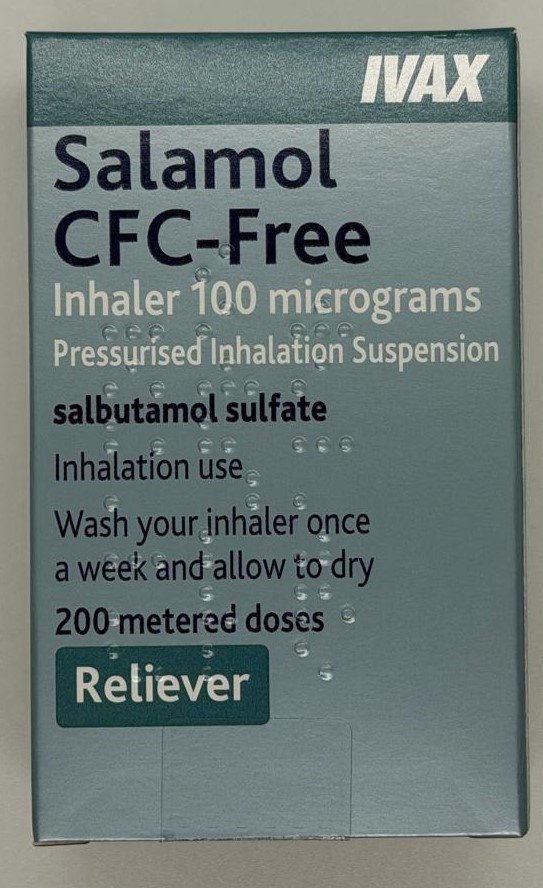 IVAX
Salamol
CFC-Free
Inhaler 100 micrograms
Pressurised Inhalation Suspension
salbutamol sulfate
Inhalation use
Wash your inhaler once
a week and allow to dry
200 metered doses
Reliever